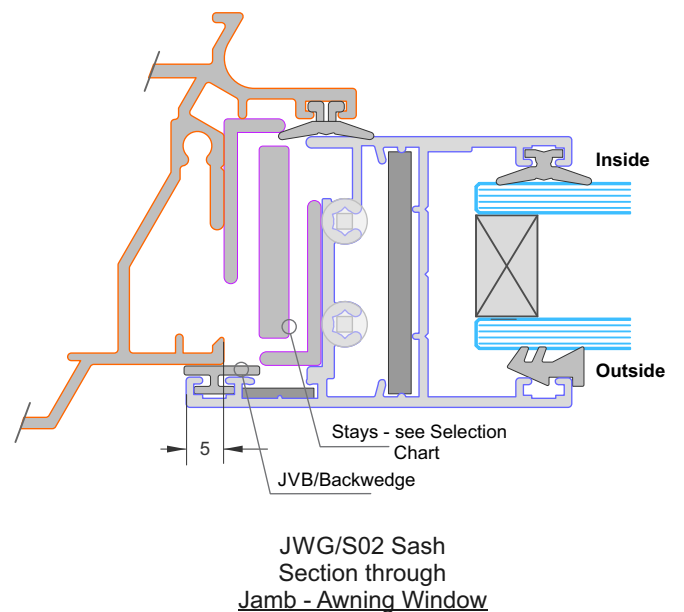 Inside
Outside
Stays - see Selection
Chart
5
JVB/Backwedge
JWG/S02 Sash
Section through
Jamb - Awning Window